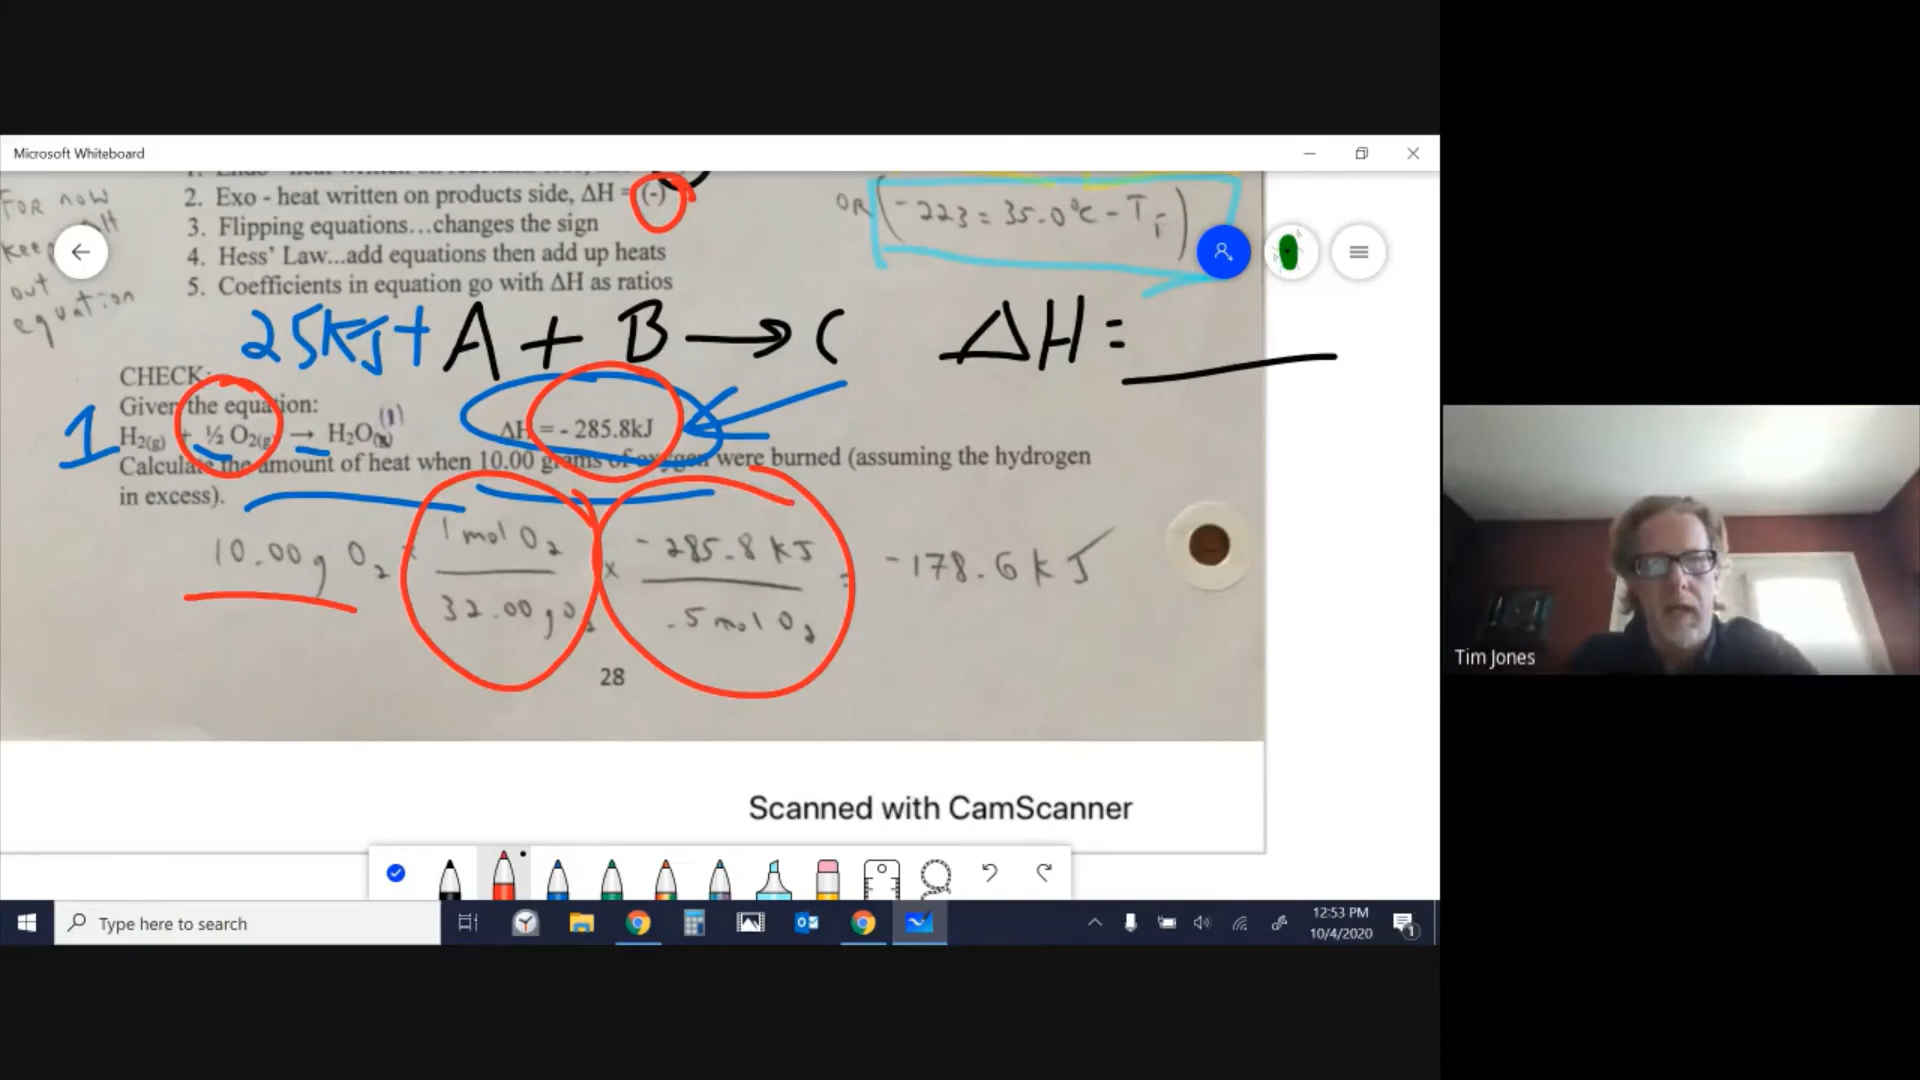 Microsoft Whiteboard
FOR NOW
out
equation
2. Exo - heat written on products side, ΔH = (-)
3. Flipping equations…changes the sign
4. Hess’ Law...add equations then add up heats
5. Coefficients in equation go with ΔH as ratios
OR (-223 = 35.0°C - Ti)
25KJ + A + B → C ΔH = ____
CHECK:
Given the equation:
1 H2(g) + ½ O2(g) → H2O (l) ΔH = - 285.8kJ
Calculate the amount of heat when 10.00 grams of oxygen were burned (assuming the hydrogen
in excess).
10.00g O2 × 1 mol O2 / 32.00 g O2 × -285.8 kJ / .5 mol O2 = -178.6 kJ
28
Scanned with CamScanner
Tim Jones
Type here to search
12:53 PM
10/4/2020
1